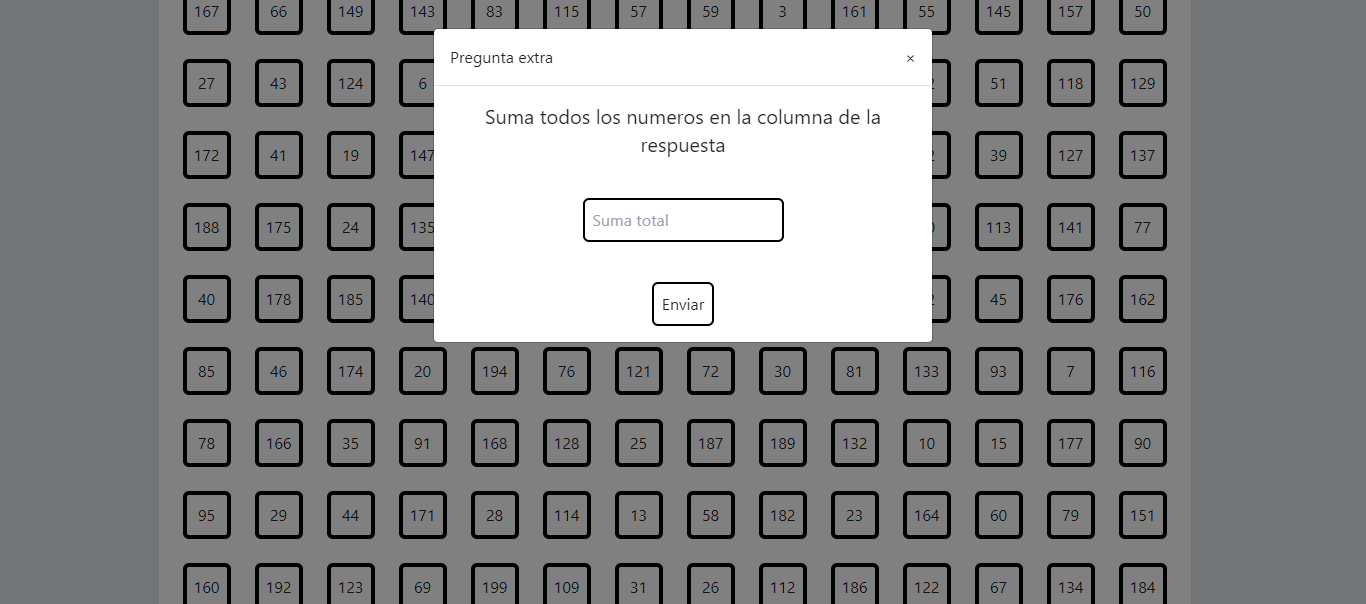 167 66 149 143 83 115 57 59 3 161 55 145 157 50
Pregunta extra ×
27 43 124 6 51 118 129
Suma todos los numeros en la columna de la
respuesta
172 41 19 147 39 127 137
Suma total
188 175 24 135 113 141 77
40 178 185 140 45 176 162
Enviar
85 46 174 20 194 76 121 72 30 81 133 93 7 116
78 166 35 91 168 128 25 187 189 132 10 15 177 90
95 29 44 171 28 114 13 58 182 23 164 60 79 151
160 192 123 69 199 109 31 26 112 186 122 67 134 184